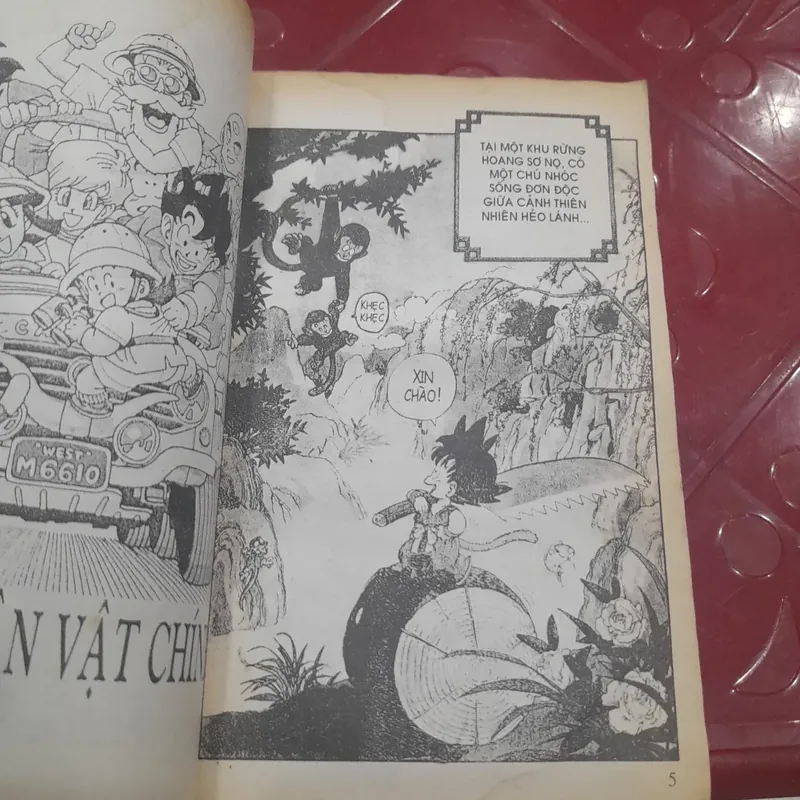 WEST
M6610
VẬT CHÍN
TẠI MỘT KHU RỪNG
HOANG SƠ NỌ, CÓ
MỘT CHÚ NHÓC
SỐNG ĐƠN ĐỘC
GIỮA CẢNH THIÊN
NHIÊN HẺO LÁNH...
KHẸC
KHẸC
XIN
CHÀO!
5